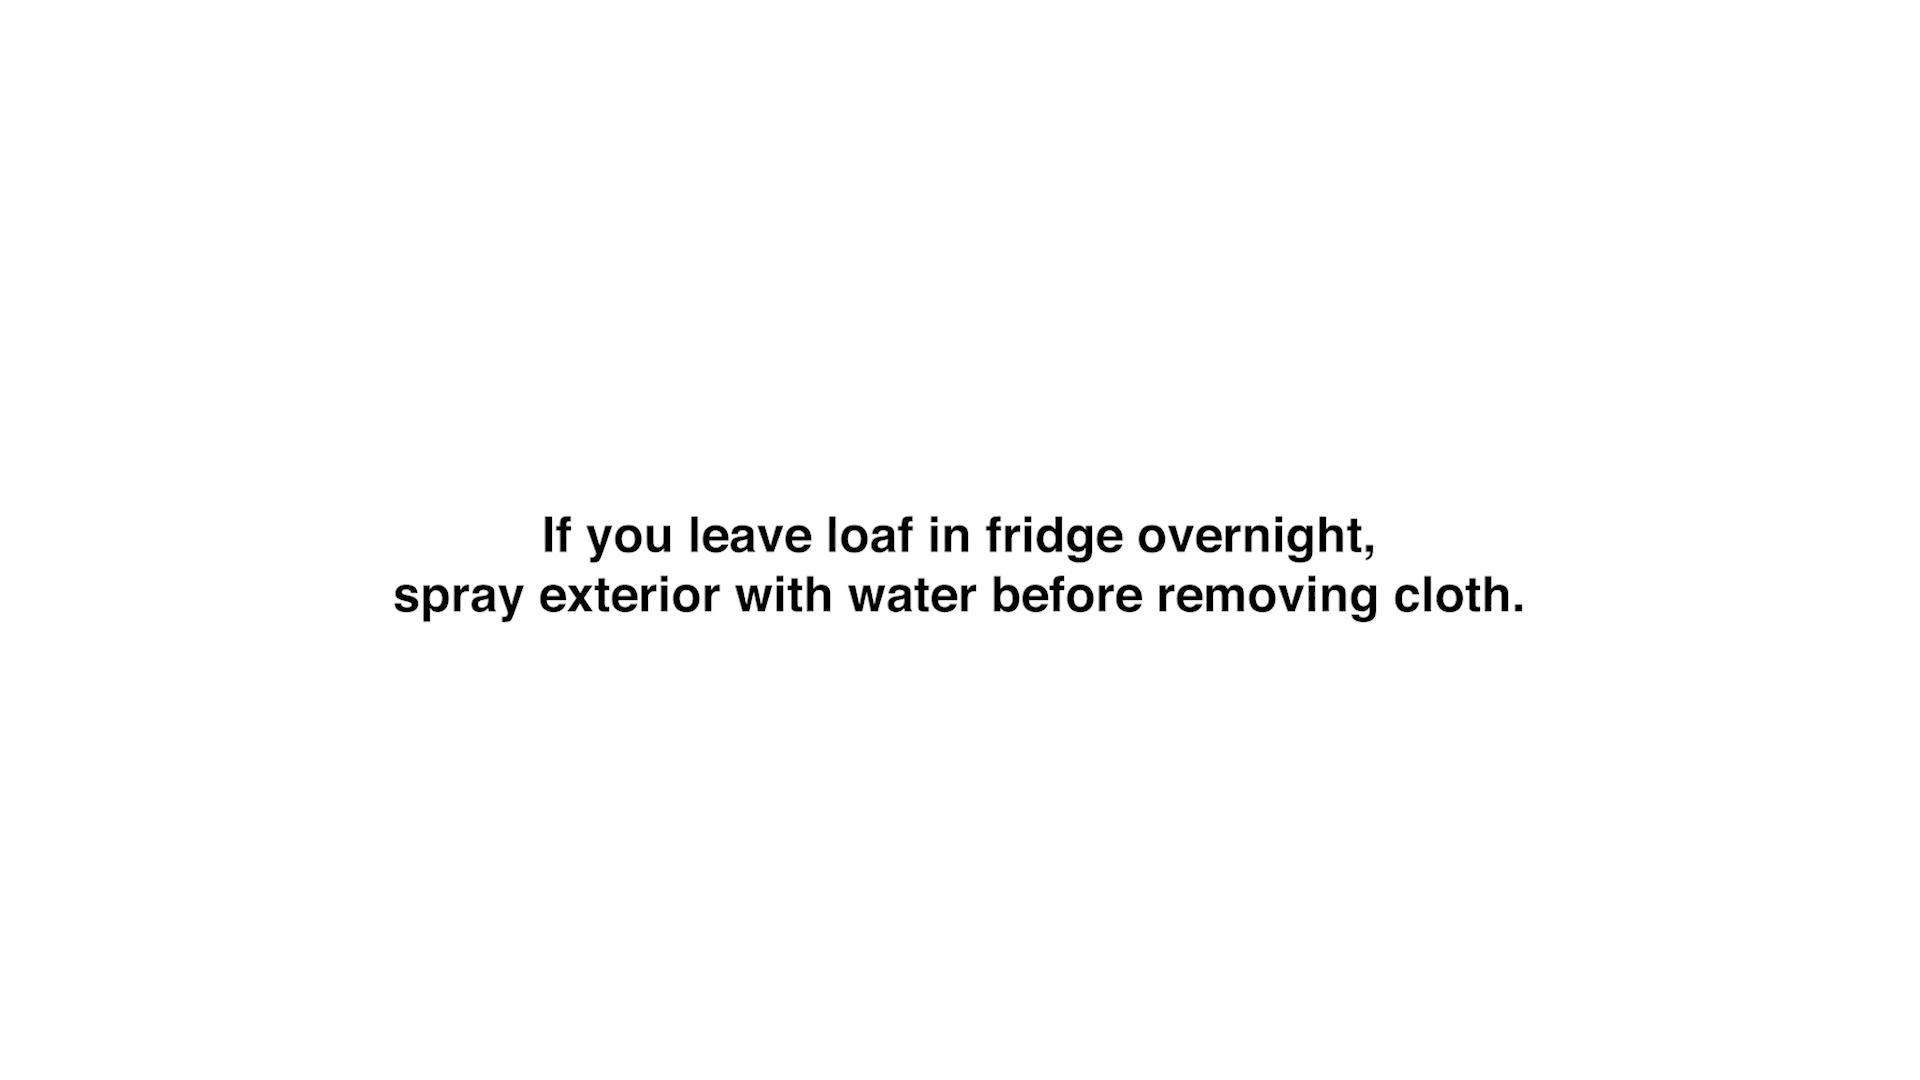 If you leave loaf in fridge overnight,
spray exterior with water before removing cloth.